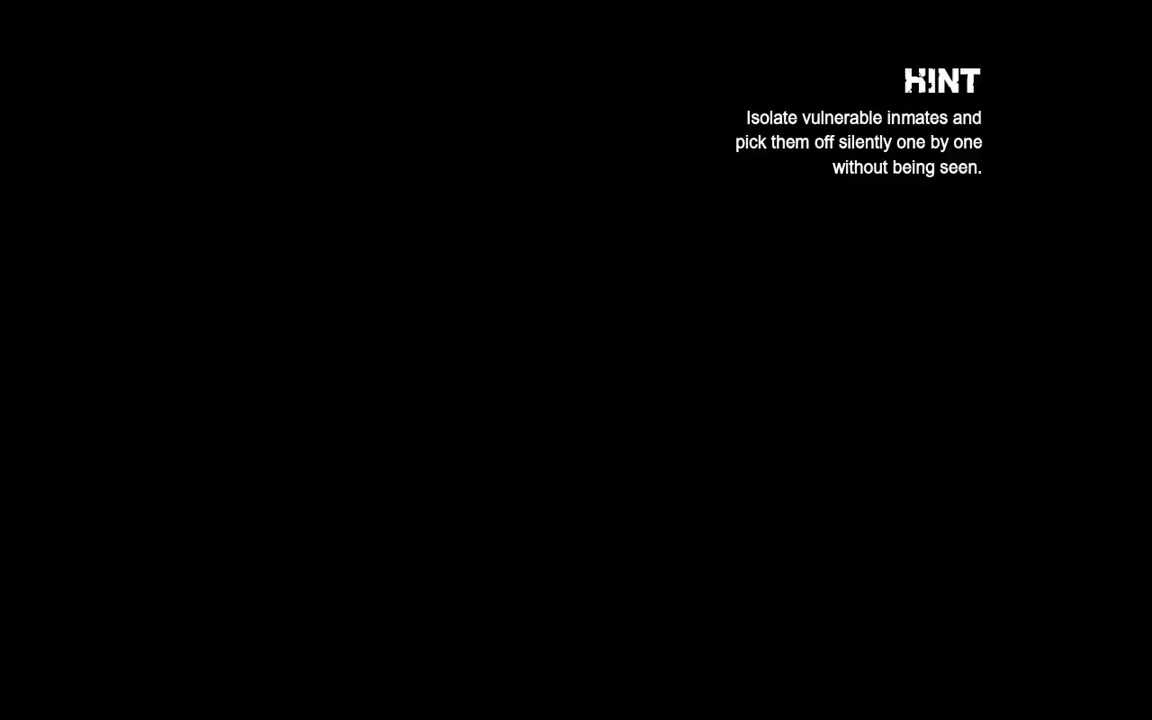 HINT
Isolate vulnerable inmates and
pick them off silently one by one
without being seen.